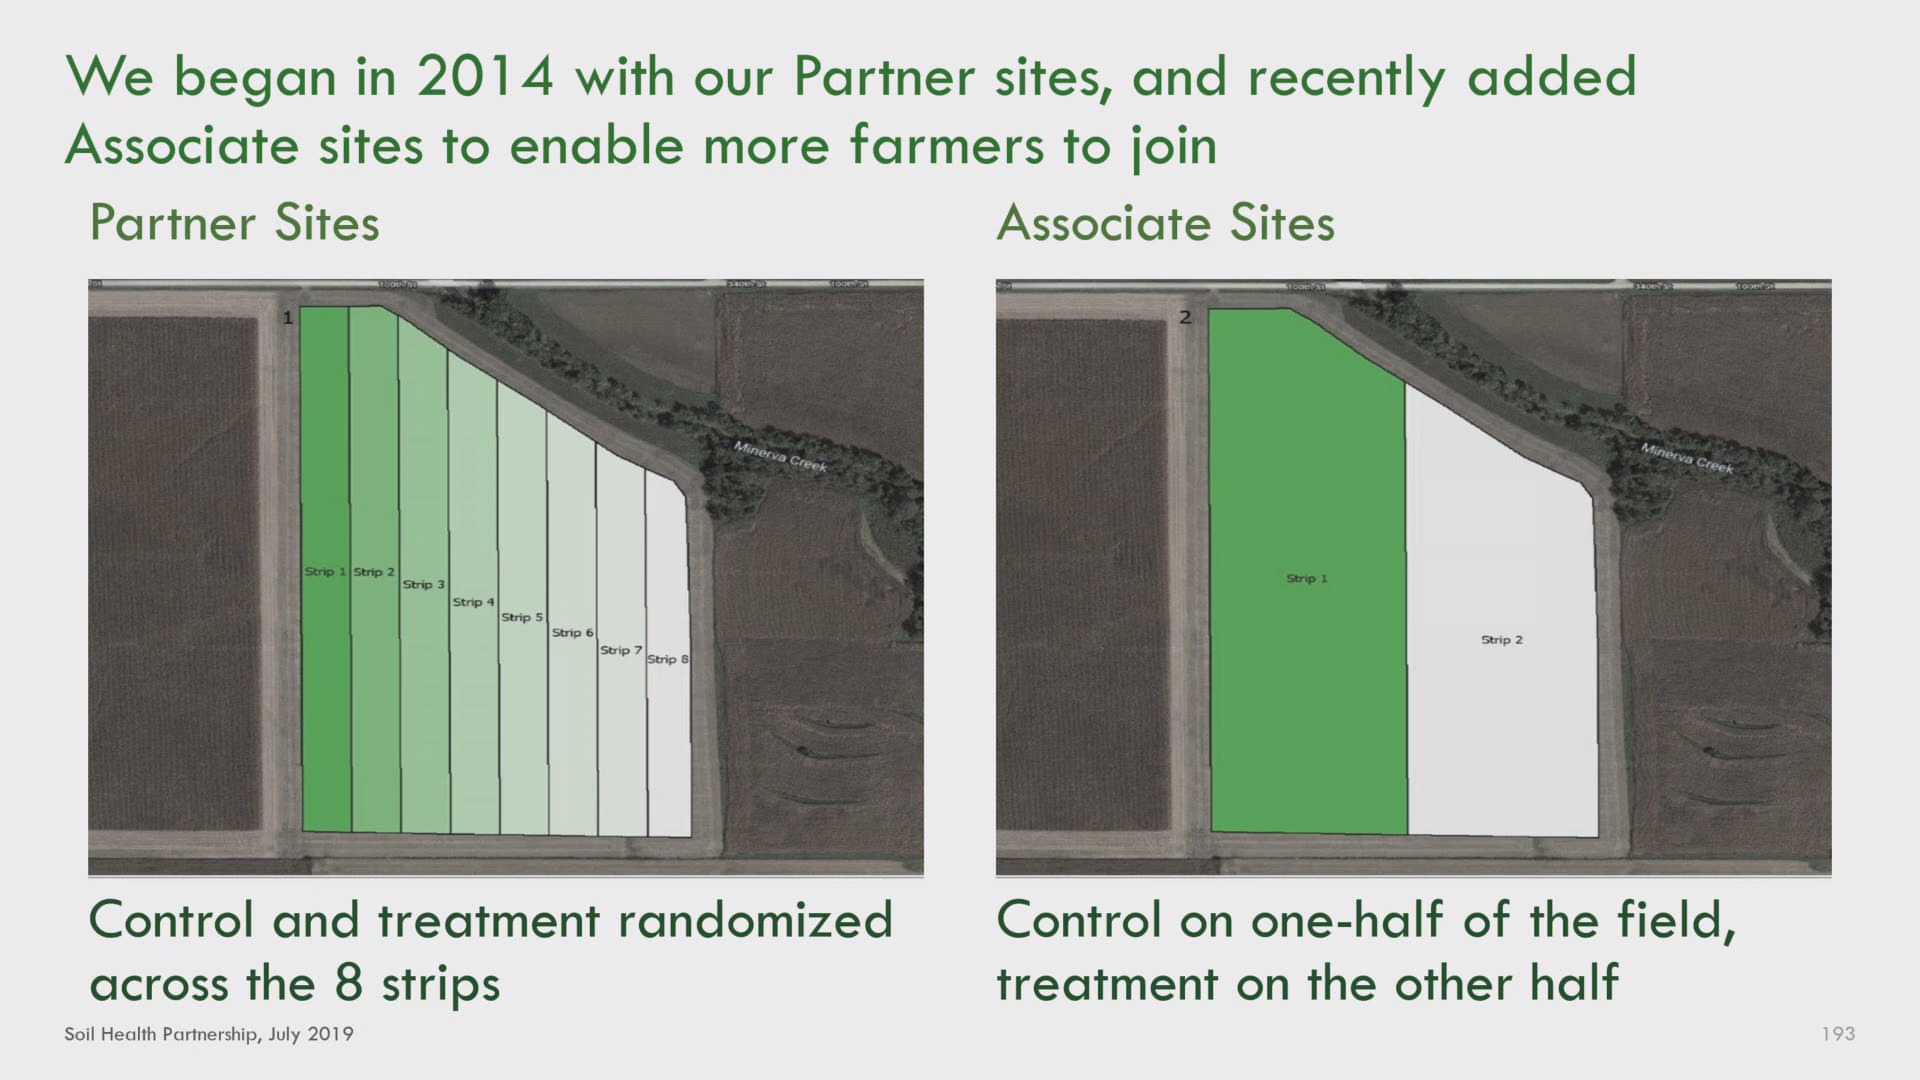 We began in 2014 with our Partner sites, and recently added
Associate sites to enable more farmers to join
Partner Sites
1
Strip 1
Strip 2
Strip 3
Strip 4
Strip 5
Strip 6
Strip 7
Strip 8
Minerva Creek
Control and treatment randomized
across the 8 strips
Associate Sites
2
Strip 1
Strip 2
Minerva Creek
Control on one-half of the field,
treatment on the other half
Soil Health Partnership, July 2019
193